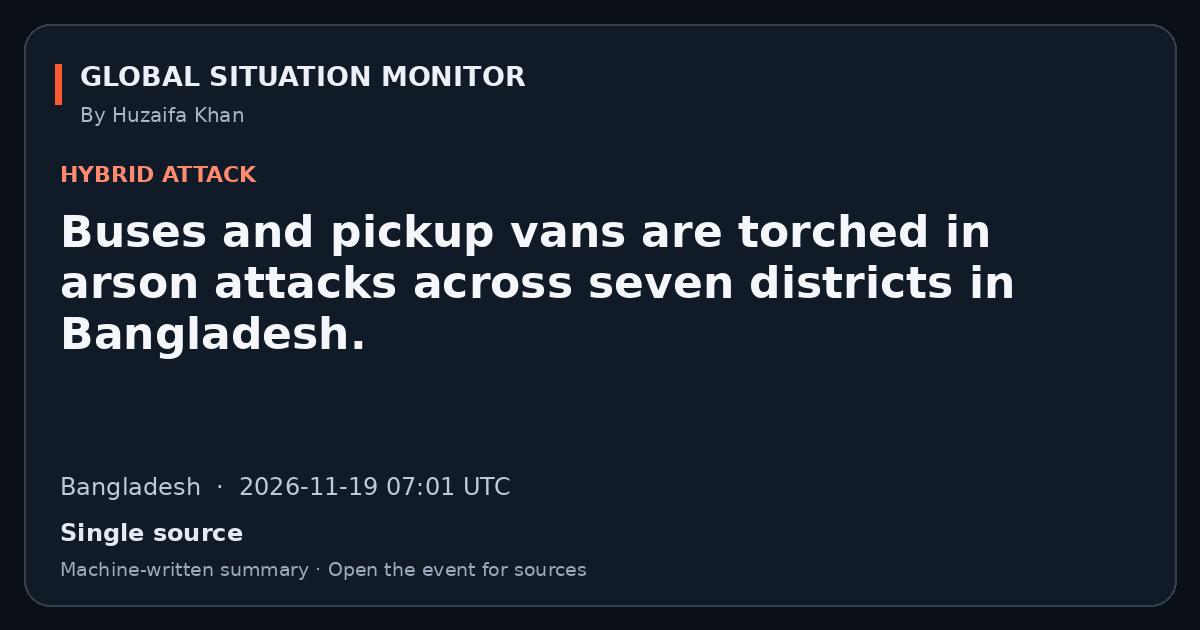 GLOBAL SITUATION MONITOR
By Huzaifa Khan
HYBRID ATTACK
Buses and pickup vans are torched in
arson attacks across seven districts in
Bangladesh.
Bangladesh · 2026-11-19 07:01 UTC
Single source
Machine-written summary · Open the event for sources